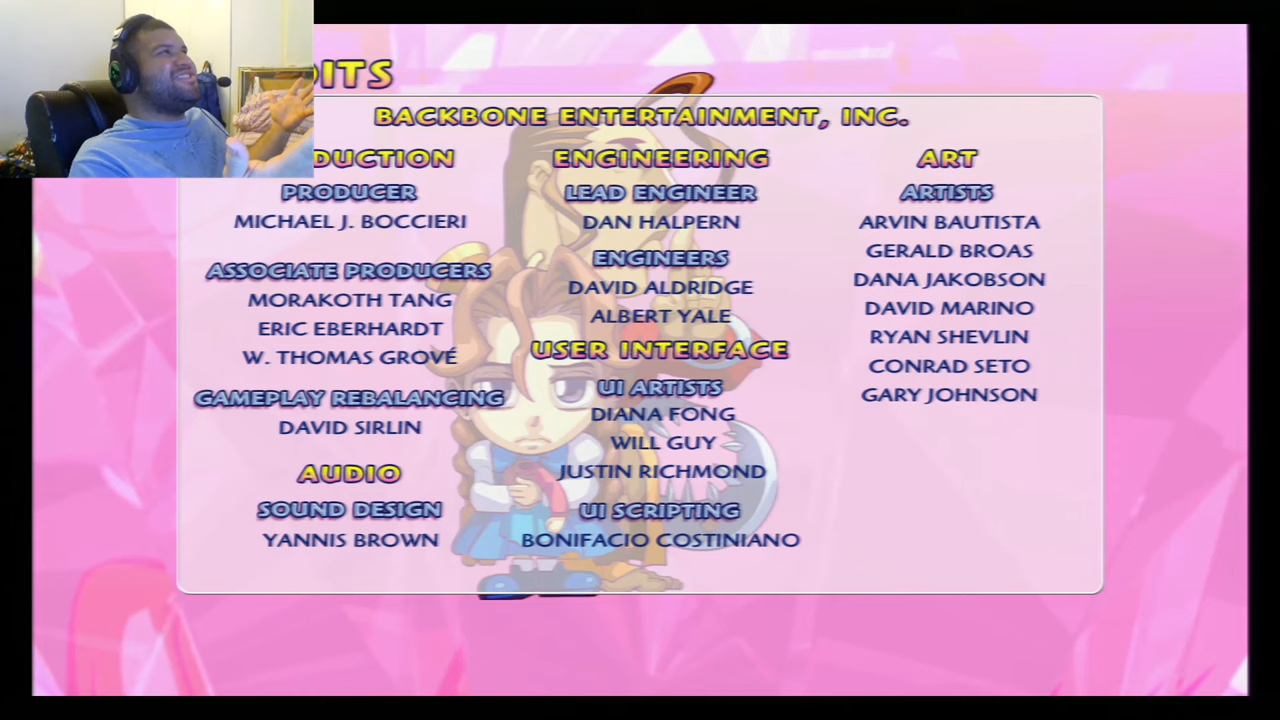 DITS
BACKBONE ENTERTAINMENT, INC.
DUCTION
PRODUCER
MICHAEL J. BOCCIERI
ASSOCIATE PRODUCERS
MORAKOTH TANG
ERIC EBERHARDT
W. THOMAS GROVÉ
GAMEPLAY REBALANCING
DAVID SIRLIN
AUDIO
SOUND DESIGN
YANNIS BROWN
ENGINEERING
LEAD ENGINEER
DAN HALPERN
ENGINEERS
DAVID ALDRIDGE
ALBERT YALE
USER INTERFACE
UI ARTISTS
DIANA FONG
WILL GUY
JUSTIN RICHMOND
UI SCRIPTING
BONIFACIO COSTINIANO
ART
ARTISTS
ARVIN BAUTISTA
GERALD BROAS
DANA JAKOBSON
DAVID MARINO
RYAN SHEVLIN
CONRAD SETO
GARY JOHNSON